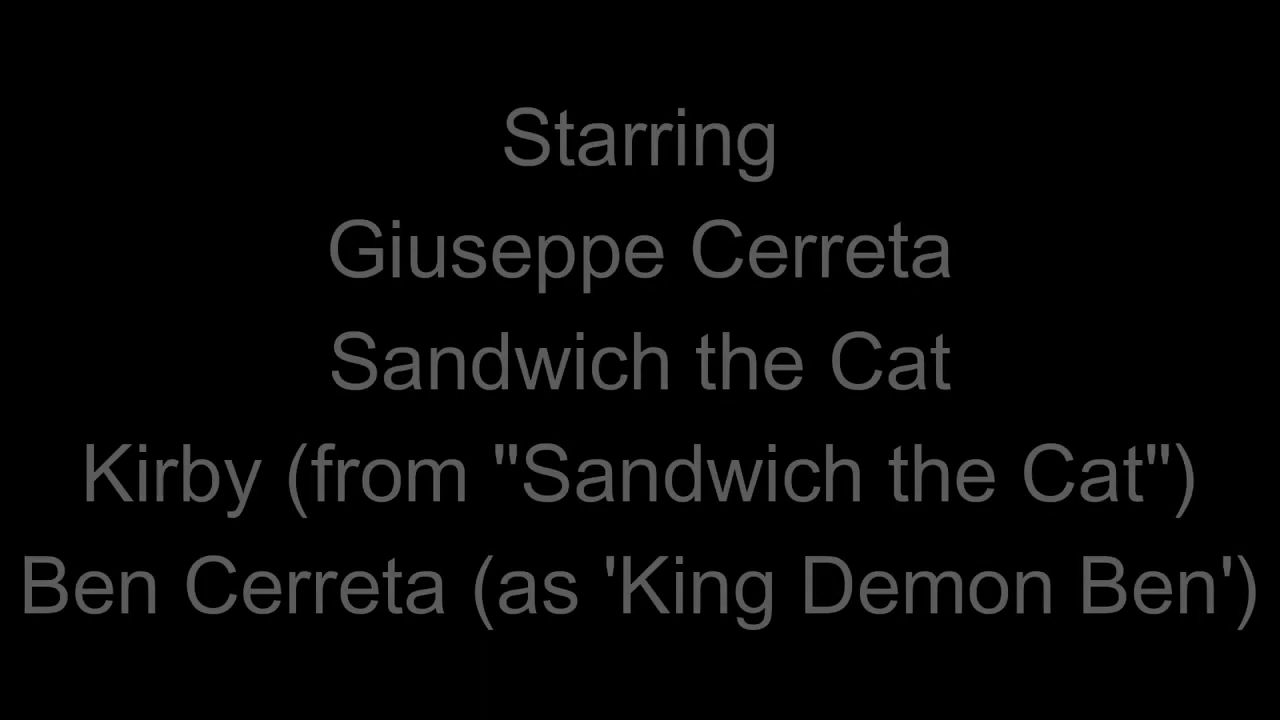 Starring
Giuseppe Cerreta
Sandwich the Cat
Kirby (from "Sandwich the Cat")
Ben Cerreta (as 'King Demon Ben')